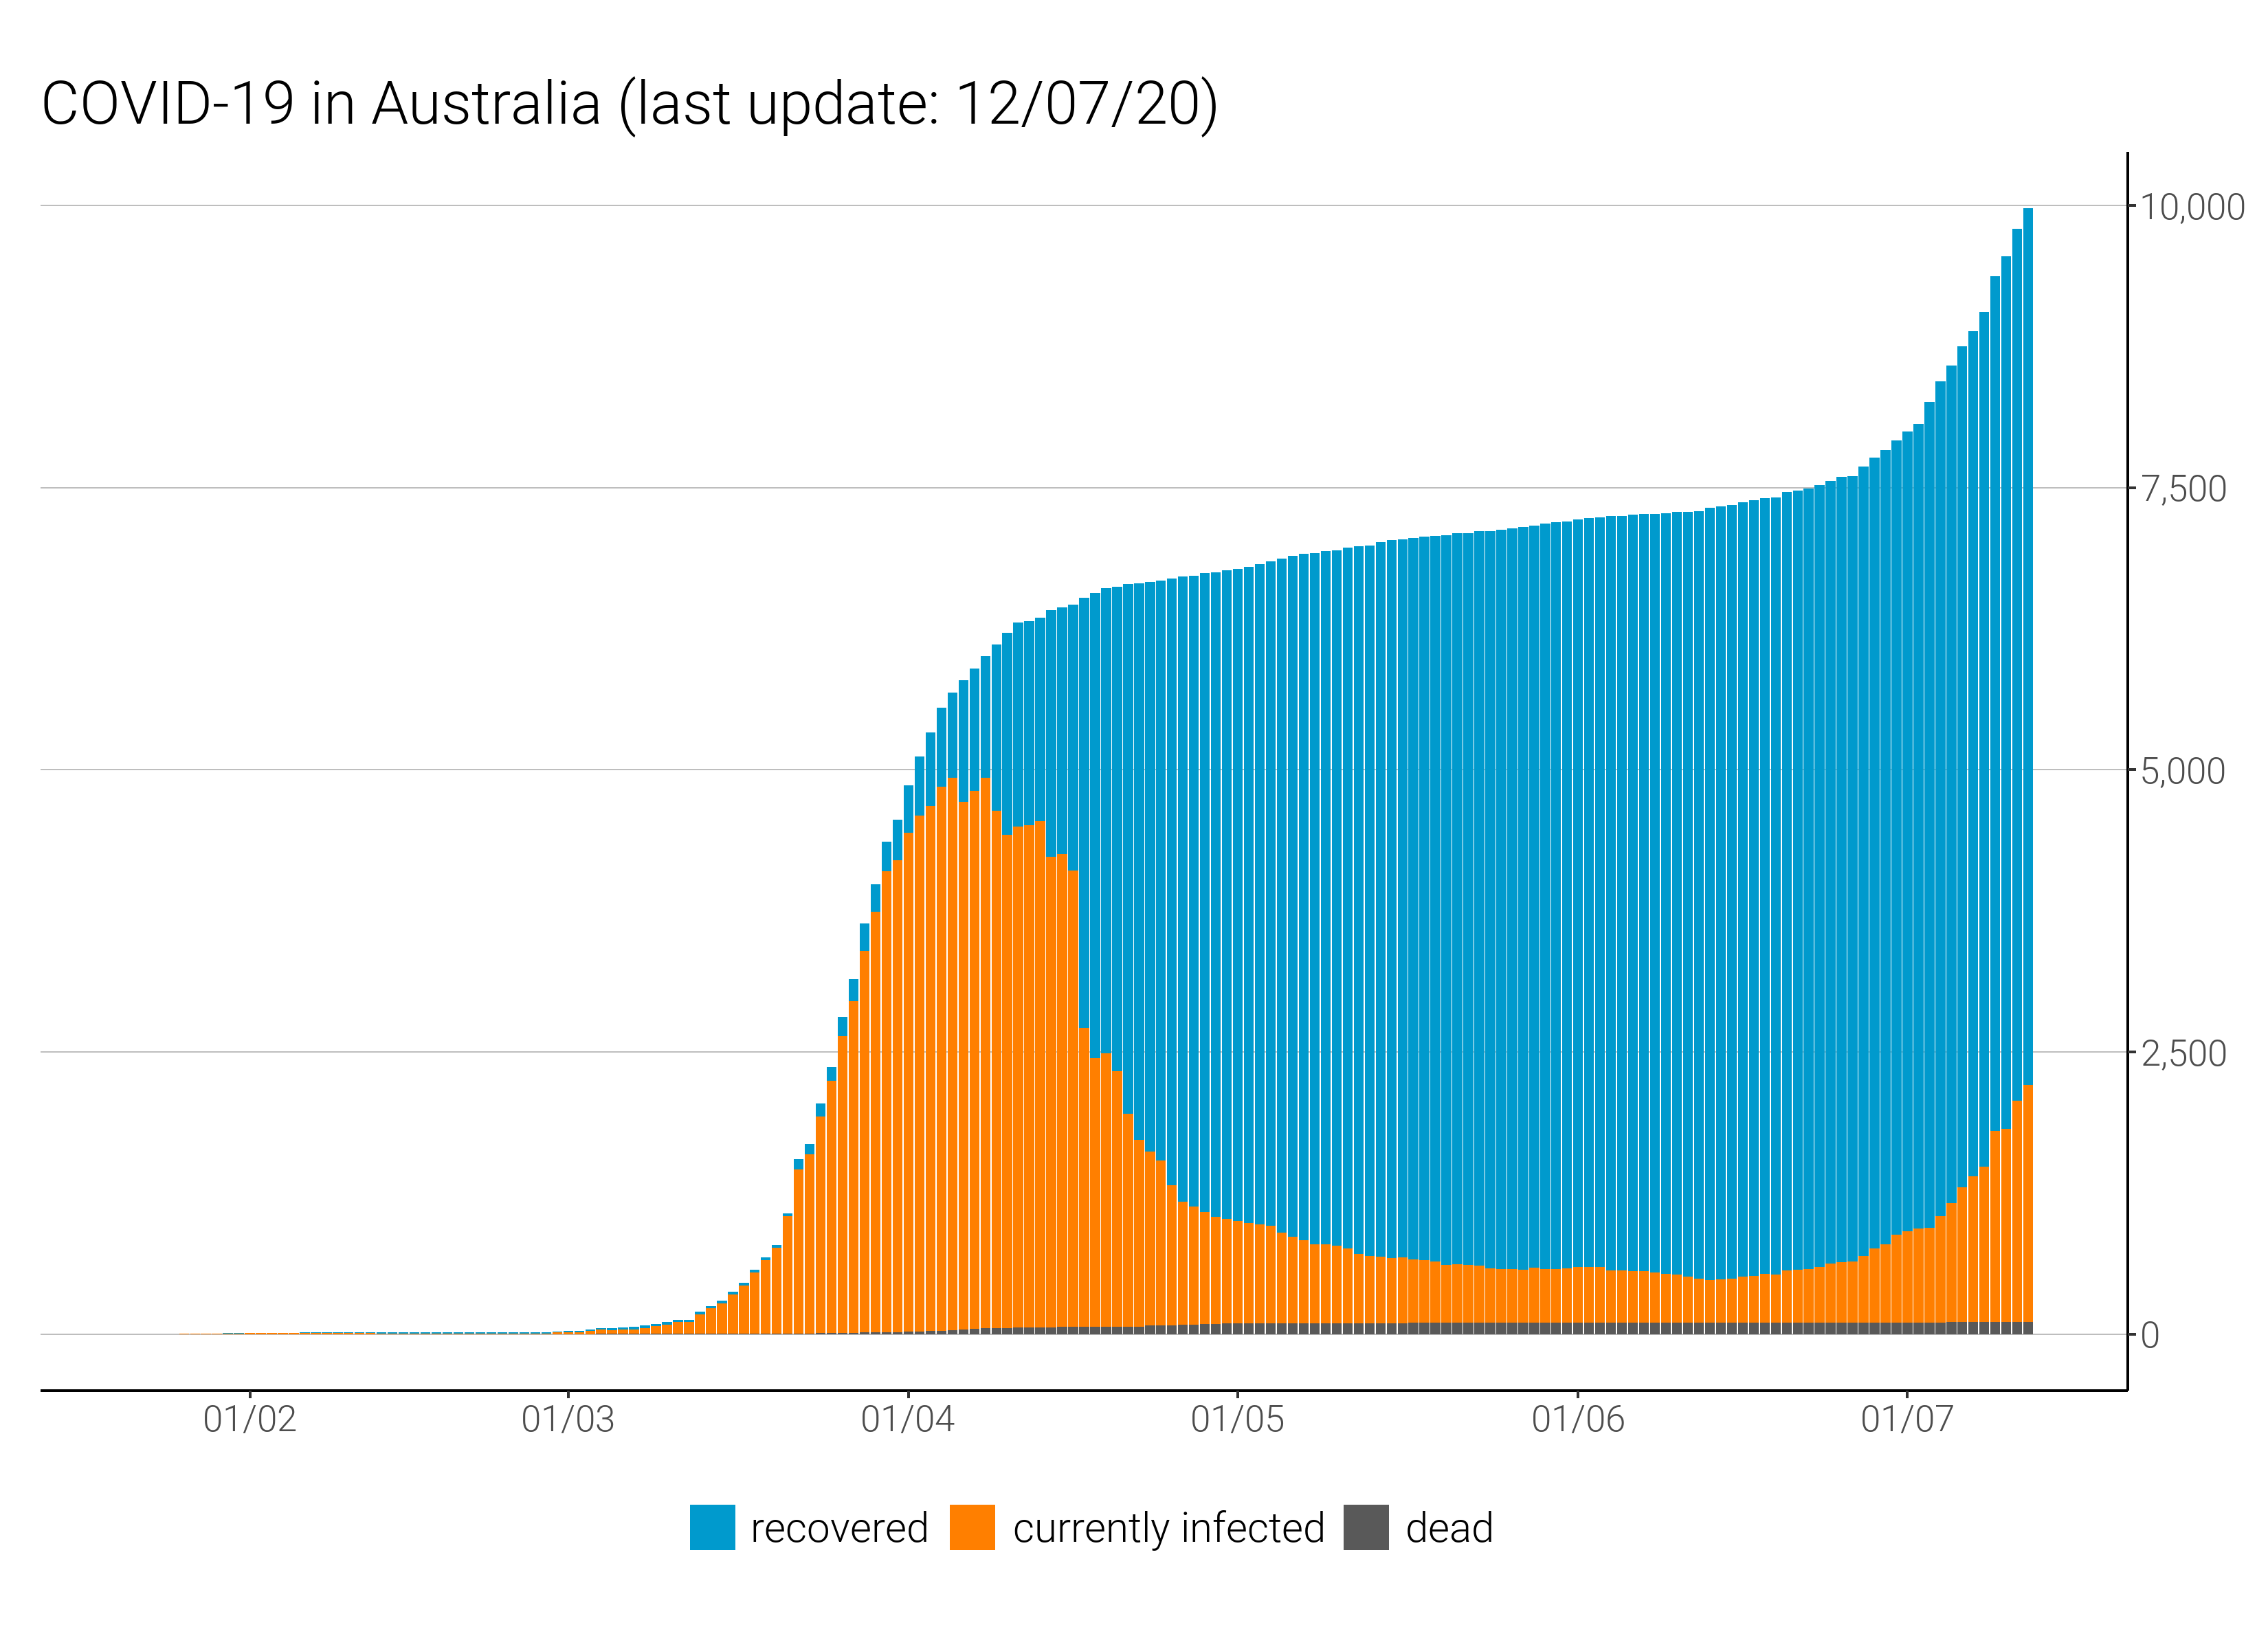 COVID-19 in Australia (last update: 12/07/20)
10,000
7,500
5,000
2,500
0
01/02 01/03 01/04 01/05 01/06 01/07
recovered currently infected dead